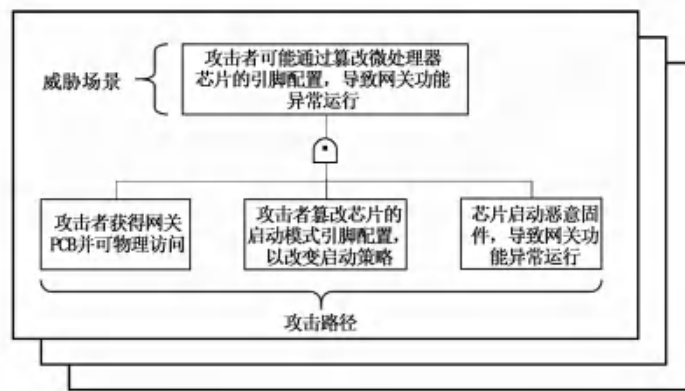 攻击者可能通过篡改微处理器
芯片的引脚配置，导致网关功能
异常运行
威胁场景
攻击者获得网关
PCB并可物理访问
攻击者篡改芯片的
启动模式引脚配置，
以改变启动策略
芯片启动恶意固
件，导致网关功
能异常运行
攻击路径